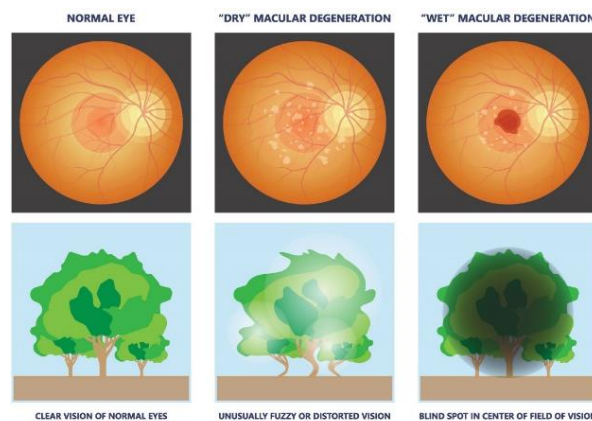 NORMAL EYE
"DRY" MACULAR DEGENERATION
"WET" MACULAR DEGENERATION
CLEAR VISION OF NORMAL EYES
UNUSUALLY FUZZY OR DISTORTED VISION
BLIND SPOT IN CENTER OF FIELD OF VISION